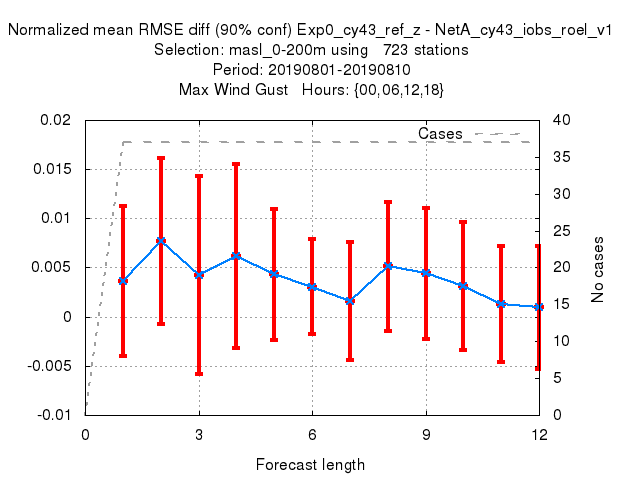 Normalized mean RMSE diff (90% conf) Exp0_cy43_ref_z - NetA_cy43_iobs_roel_v1
Selection: masl_0-200m using 723 stations
Period: 20190801-20190810
Max Wind Gust Hours: {00,06,12,18}
Cases
0.02
0.015
0.01
0.005
0
-0.005
-0.01
40
35
30
25
20
15
10
5
0
No cases
0 3 6 9 12
Forecast length